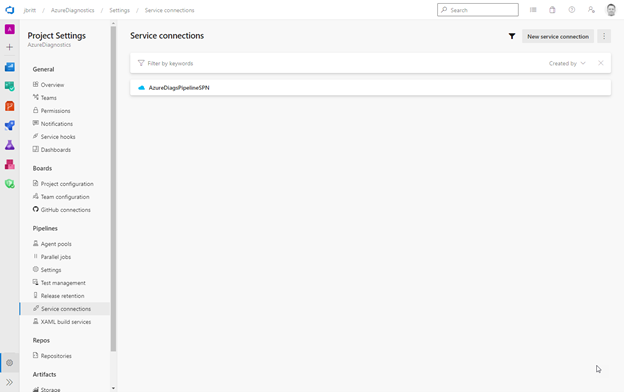 jbritt / AzureDiagnostics / Settings / Service connections
Search
A
Project Settings
AzureDiagnostics
General
Overview
Teams
Permissions
Notifications
Service hooks
Dashboards
Boards
Project configuration
Team configuration
GitHub connections
Pipelines
Agent pools
Parallel jobs
Settings
Test management
Release retention
Service connections
XAML build services
Repos
Repositories
Artifacts
Storage
Service connections
New service connection
Filter by keywords
Created by
AzureDiagsPipelineSPN